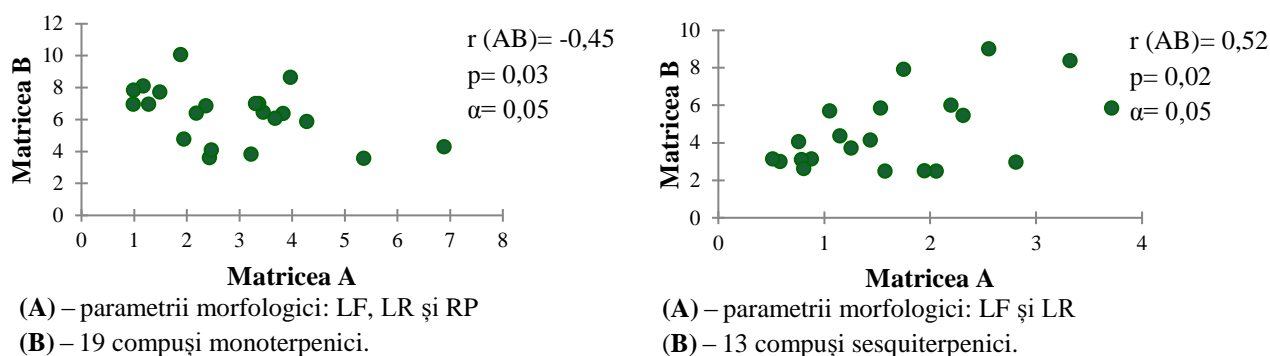 12
10
8
6
4
2
0
0 1 2 3 4 5 6 7 8
Matricea B
Matricea A
r (AB)= -0,45
p= 0,03
α= 0,05
(A) – parametrii morfologici: LF, LR și RP
(B) – 19 compuși monoterpenici.
10
8
6
4
2
0
0 1 2 3 4
Matricea B
Matricea A
r (AB)= 0,52
p= 0,02
α= 0,05
(A) – parametrii morfologici: LF și LR
(B) – 13 compuși sesquiterpenici.